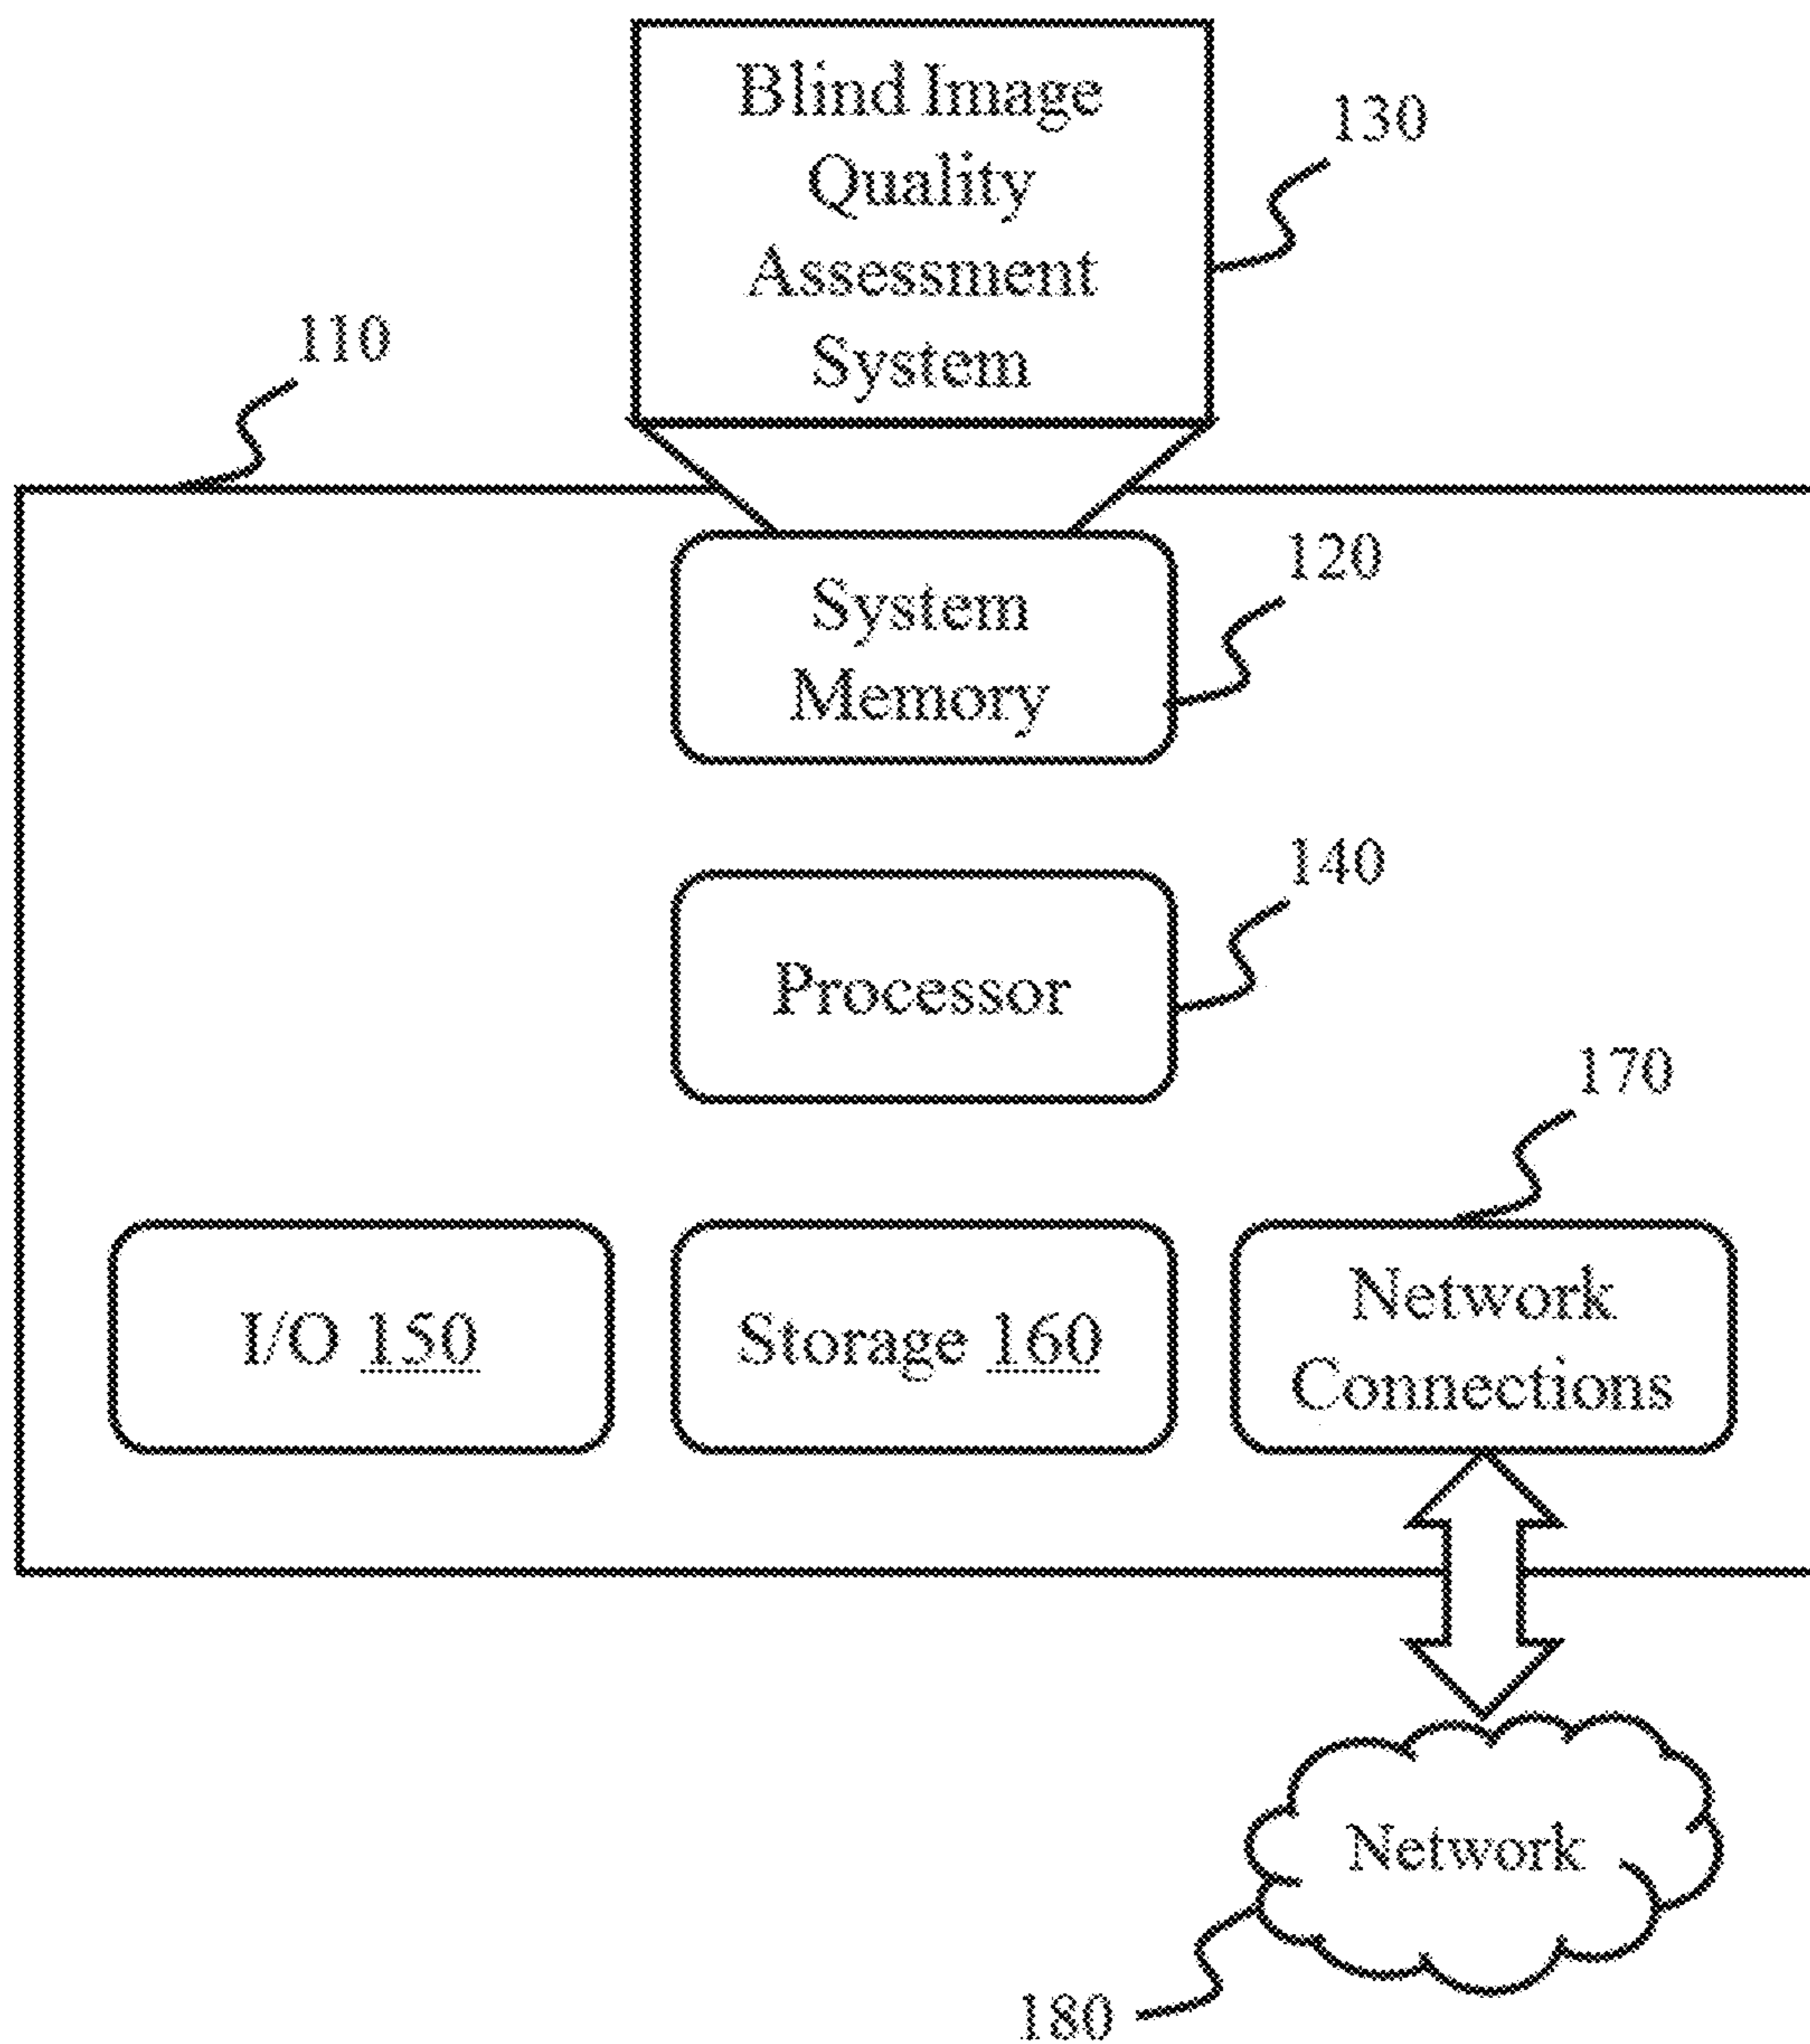 Blind Image
Quality
Assessment
System
130
110
System
Memory
120
Processor
140
170
I/O 150
Storage 160
Network
Connections
Network
180